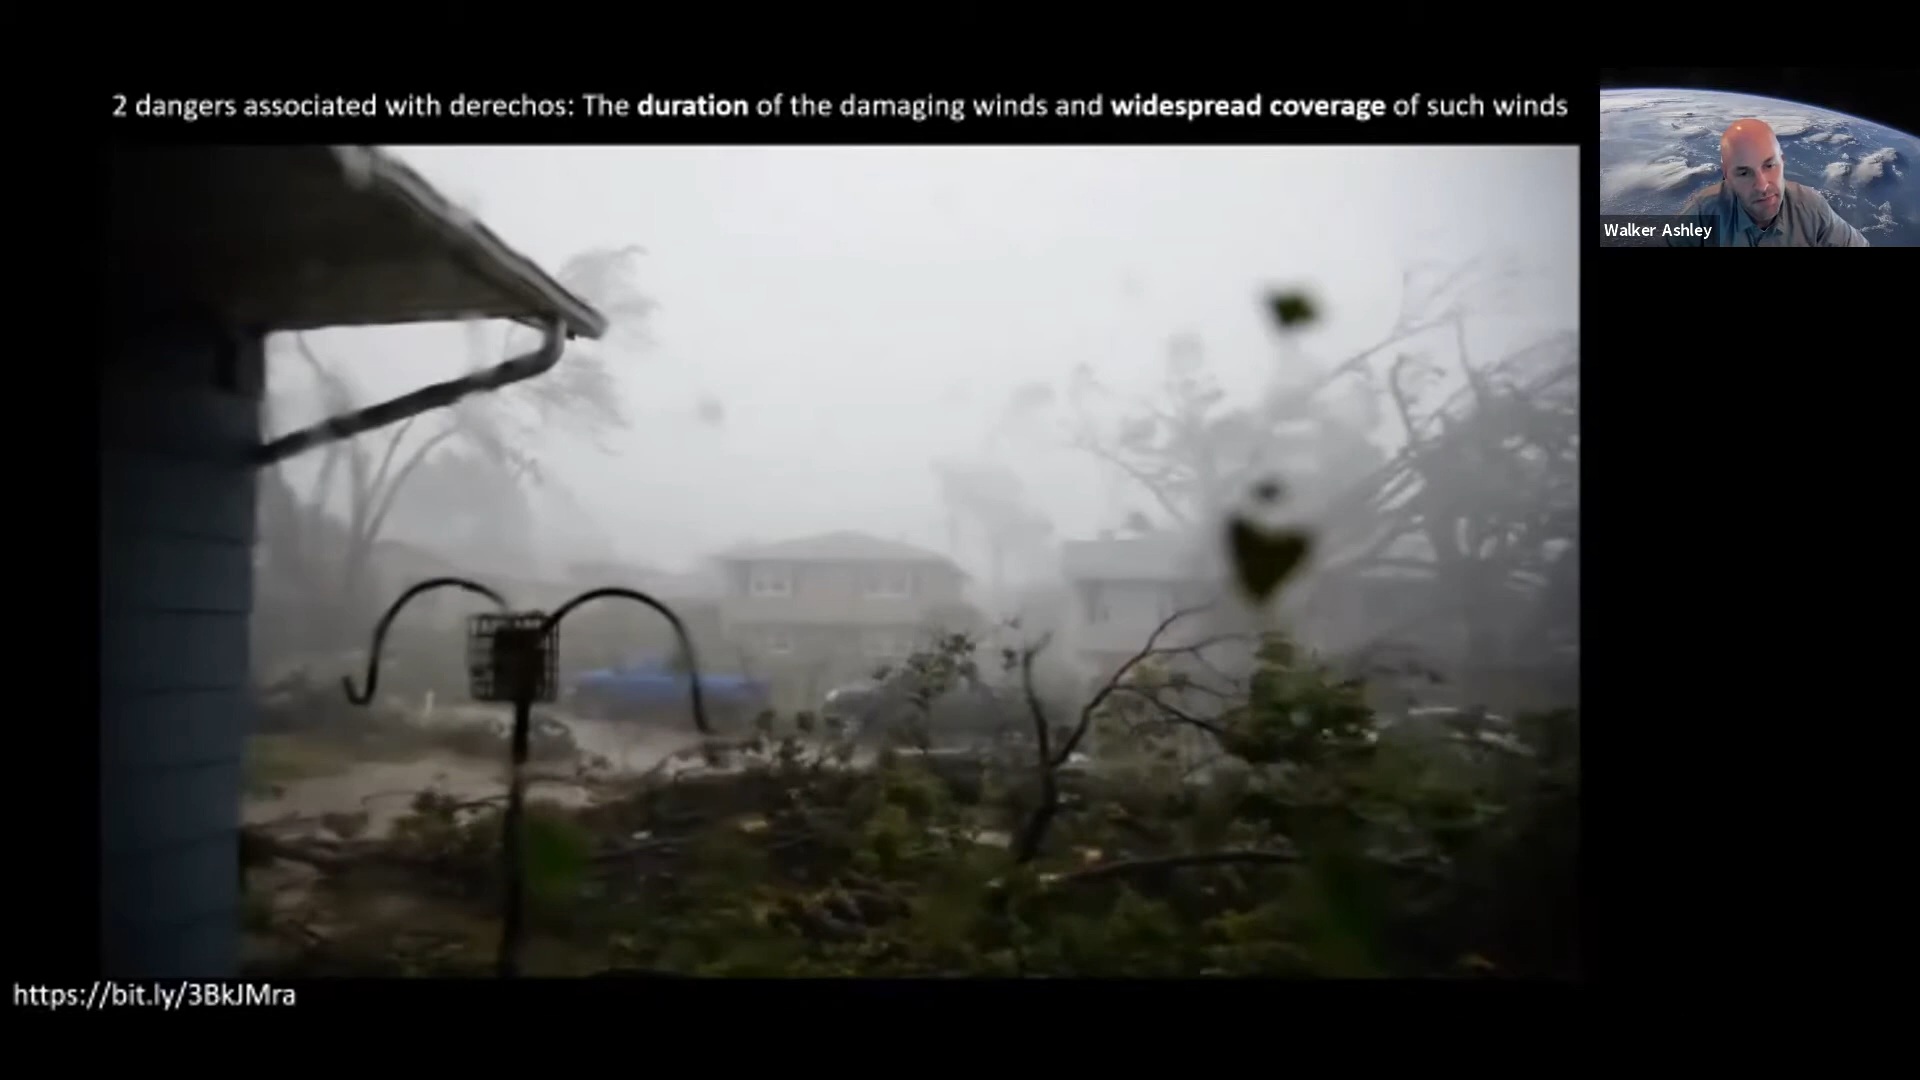 2 dangers associated with derechos: The duration of the damaging winds and widespread coverage of such winds
Walker Ashley
https://bit.ly/3BkJMra